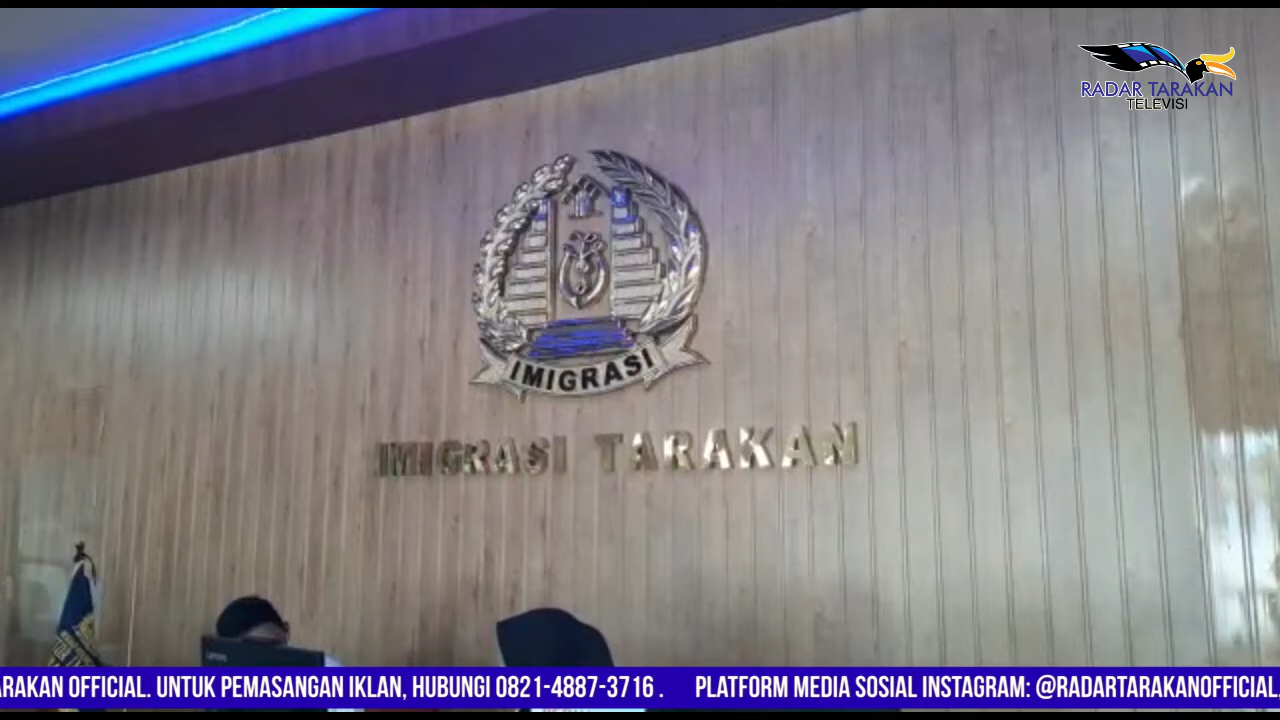 RADAR TARAKAN
TELEVISI
IMIGRASI
IMIGRASI TARAKAN
Lenovo
ARAKAN OFFICIAL. UNTUK PEMASANGAN IKLAN, HUBUNGI 0821-4887-3716 . PLATFORM MEDIA SOSIAL INSTAGRAM: @RADARTARAKANOFFICIAL.